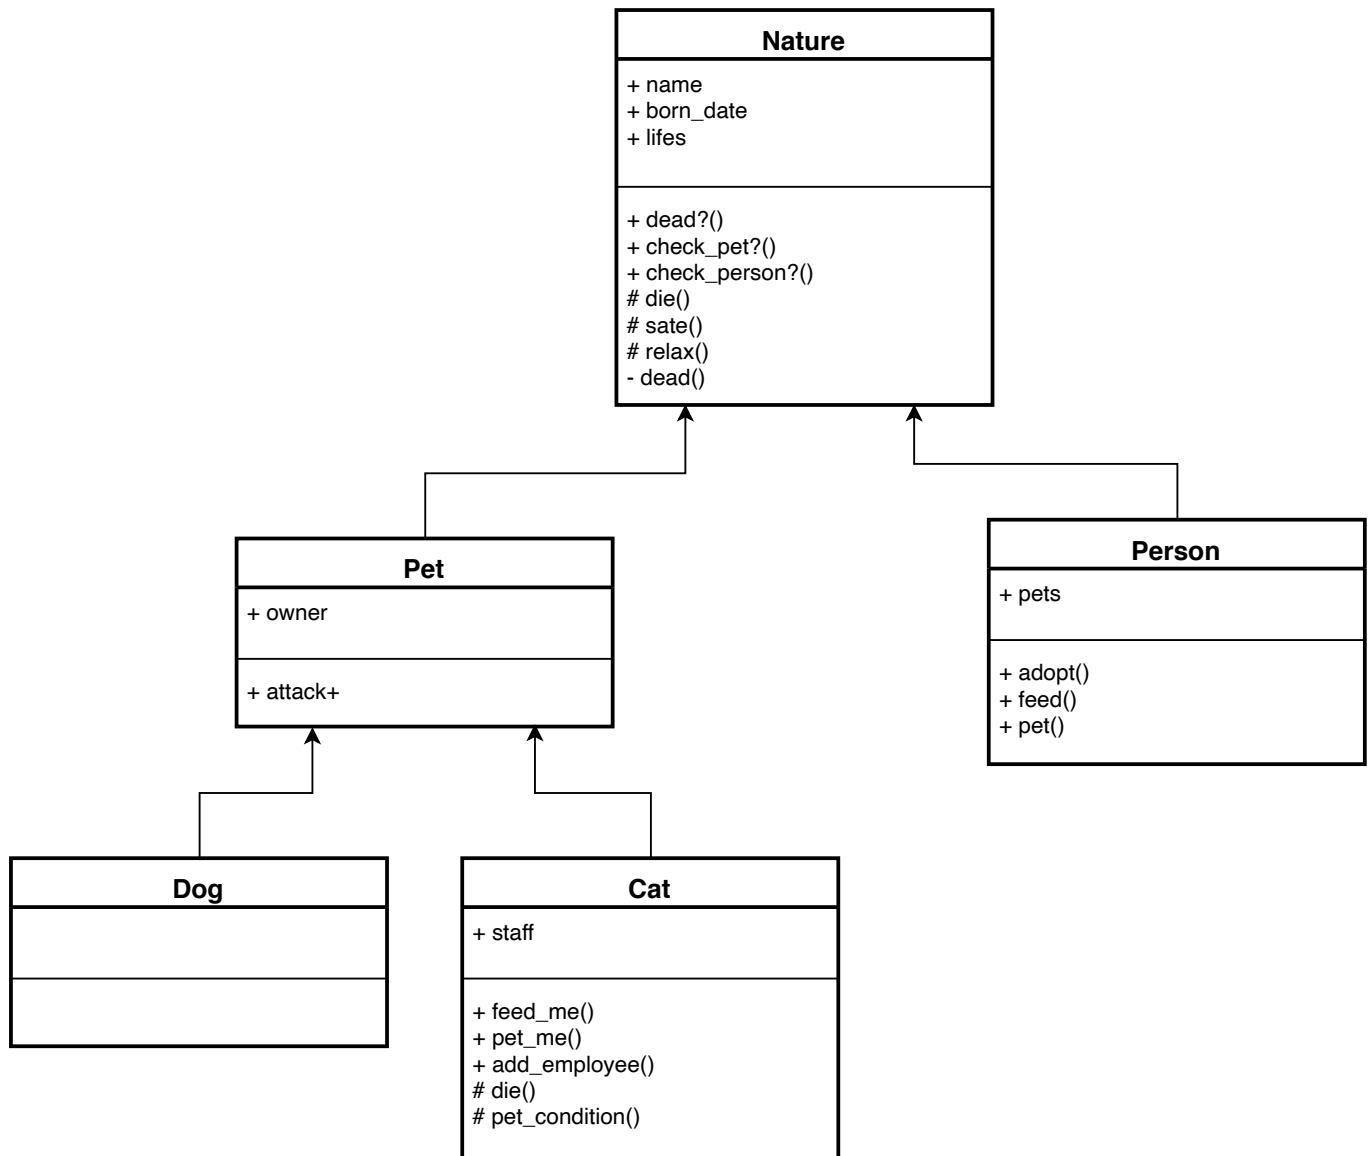 Nature
+ name
+ born_date
+ lifes
+ dead?()
+ check_pet?()
+ check_person?()
# die()
# sate()
# relax()
- dead()
Pet
+ owner
+ attack+
Person
+ pets
+ adopt()
+ feed()
+ pet()
Dog
Cat
+ staff
+ feed_me()
+ pet_me()
+ add_employee()
# die()
# pet_condition()